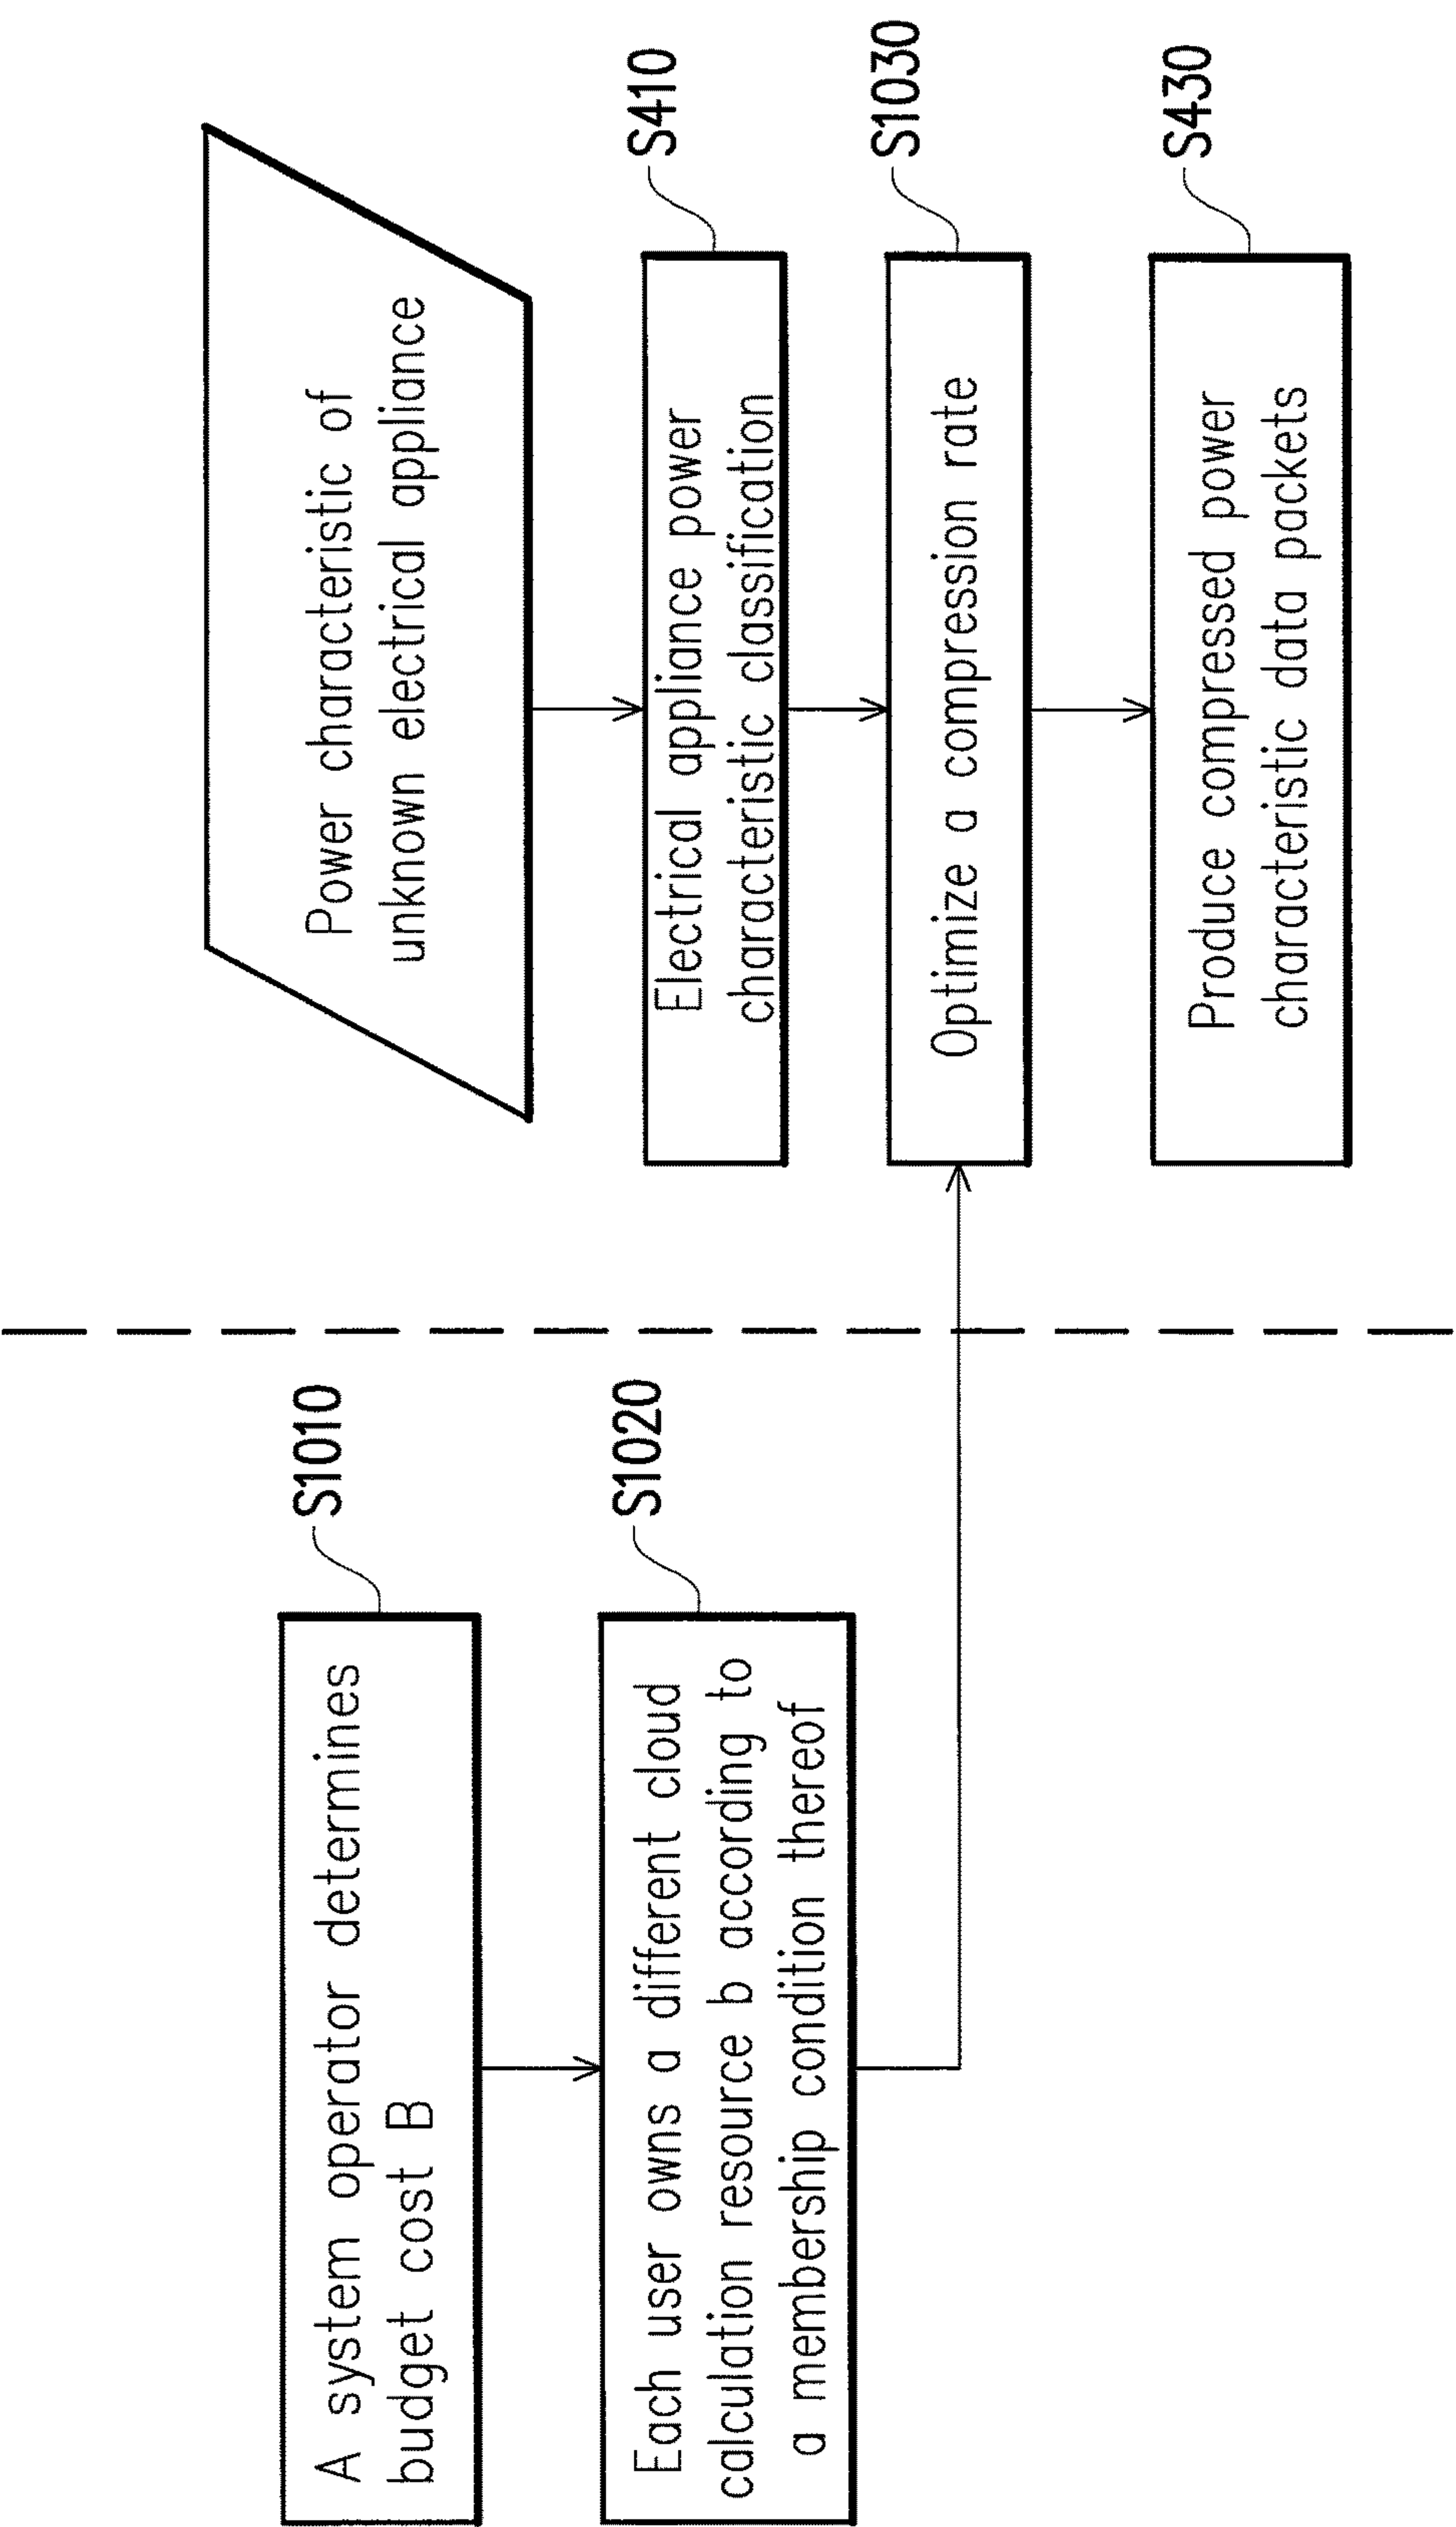 A system operator determines
budget cost B
S1010
Each user owns a different cloud
calculation resource b according to
a membership condition thereof
S1020
Power characteristic of
unknown electrical appliance
Electrical appliance power
characteristic classification
S410
Optimize a compression rate
S1030
Produce compressed power
characteristic data packets
S430